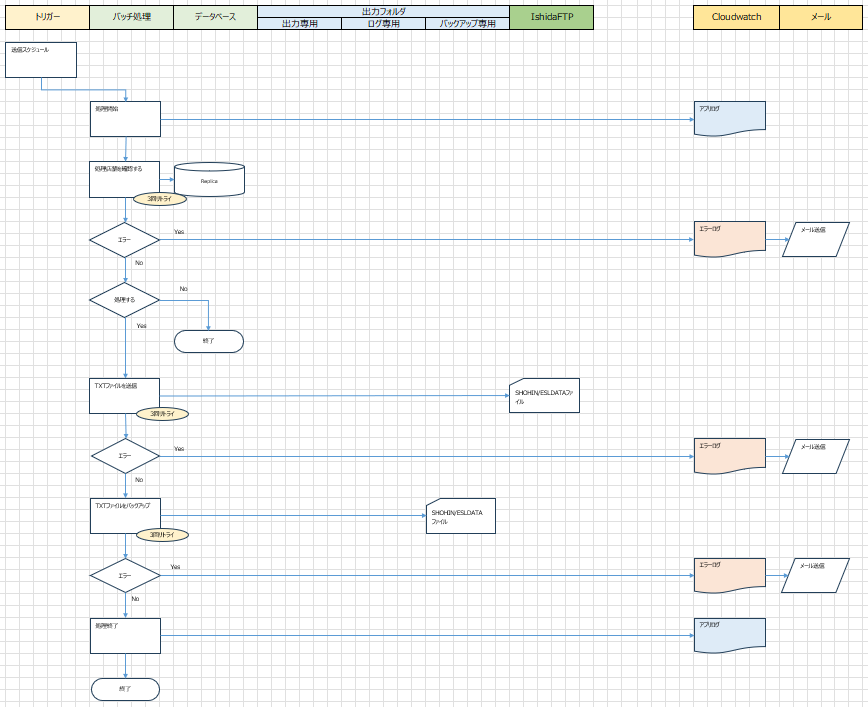 トリガー
バッチ処理
データベース
出力フォルダ
出力専用
ログ専用
バックアップ専用
IshidaFTP
Cloudwatch
メール
送信スケジュール
処理開始
アプリログ
処理店舗を確認する
Replica
3回リトライ
エラー
Yes
エラーログ
メール送信
No
処理する
No
終了
Yes
TXTファイルを送信
SHOHIN/ESLDATAファ
イル
3回リトライ
エラー
Yes
エラーログ
メール送信
No
TXTファイルをバックアップ
SHOHIN/ESLDATA
ファイル
3回リトライ
エラー
Yes
エラーログ
メール送信
No
処理終了
アプリログ
終了